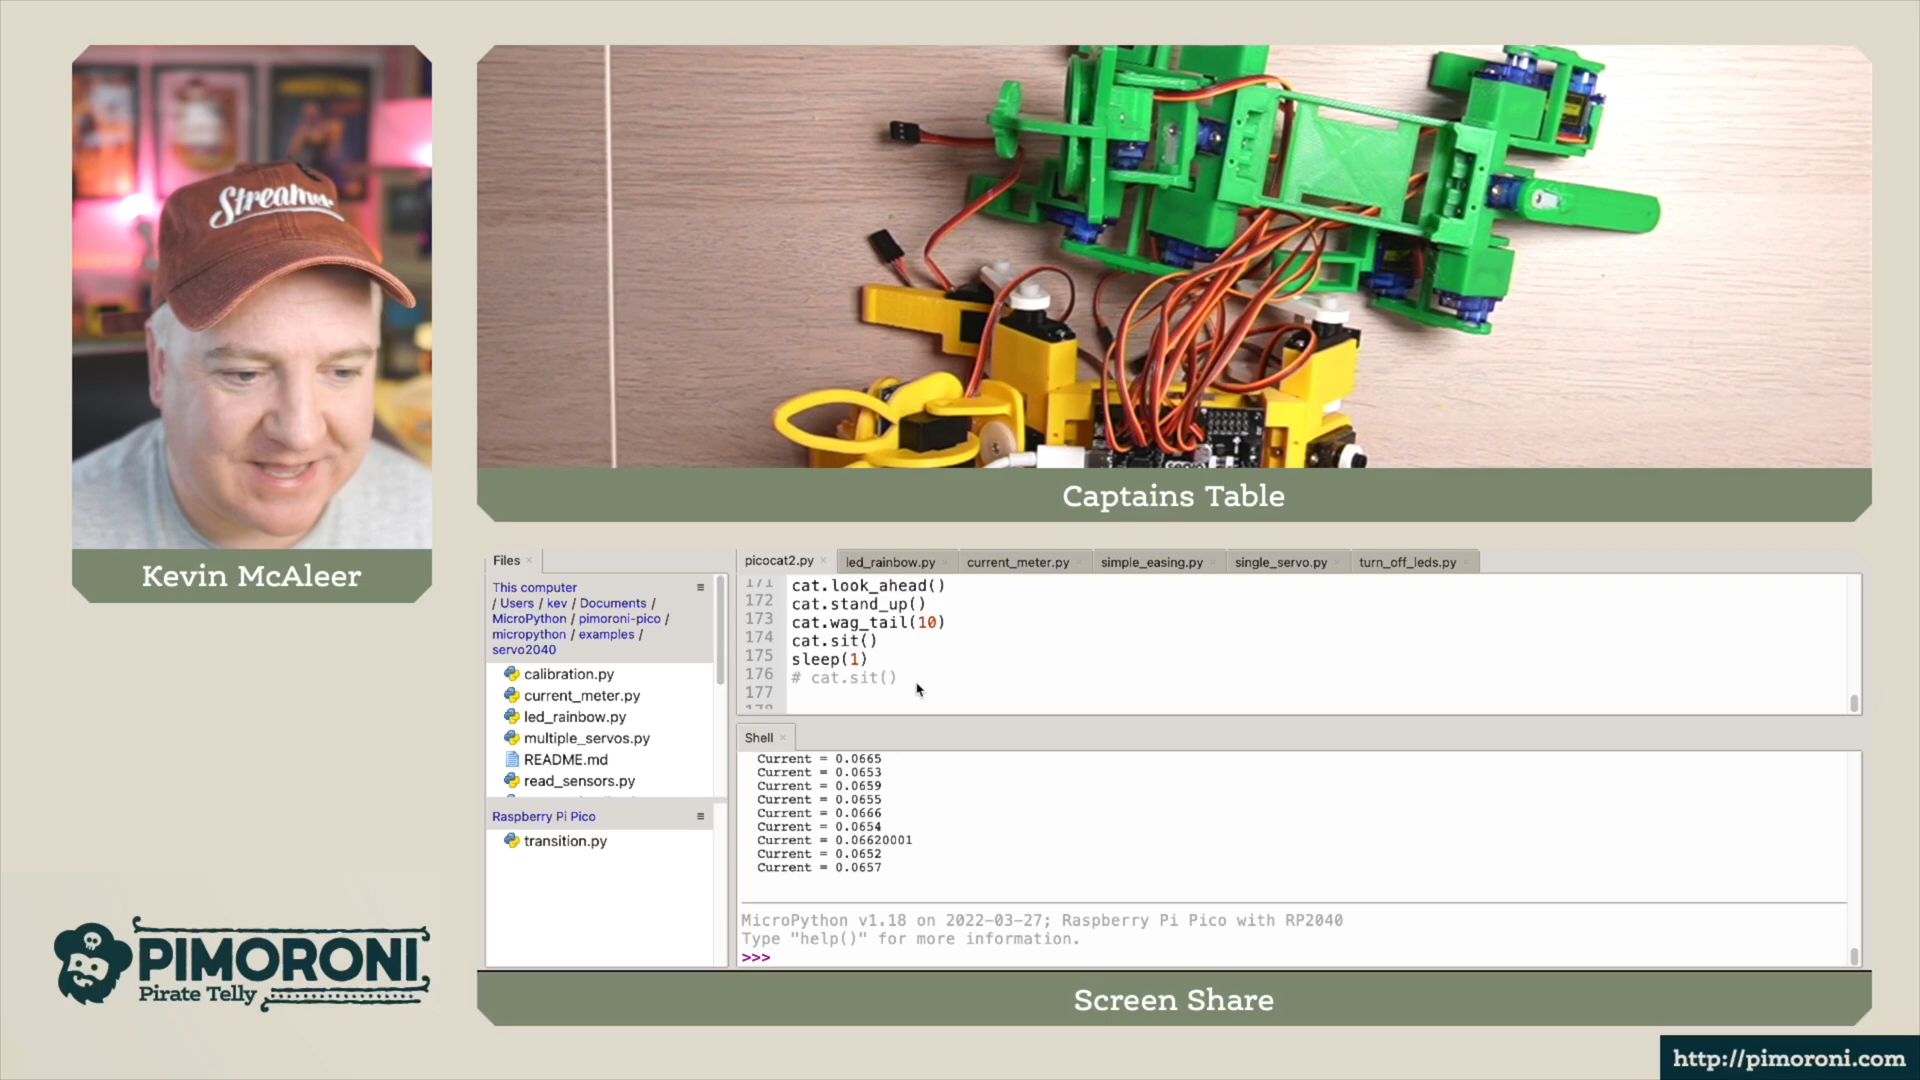 Streamer
Kevin McAleer
Captains Table
Files
This computer
/ Users / kev / Documents /
MicroPython / pimoroni-pico /
micropython / examples /
servo2040
calibration.py
current_meter.py
led_rainbow.py
multiple_servos.py
README.md
read_sensors.py
Raspberry Pi Pico
transition.py
picocat2.py
led_rainbow.py
current_meter.py
simple_easing.py
single_servo.py
turn_off_leds.py
171 cat.look_ahead()
172 cat.stand_up()
173 cat.wag_tail(10)
174 cat.sit()
175 sleep(1)
176 # cat.sit()
177
178
Shell
Current = 0.0665
Current = 0.0653
Current = 0.0659
Current = 0.0655
Current = 0.0666
Current = 0.0654
Current = 0.06620001
Current = 0.0652
Current = 0.0657
MicroPython v1.18 on 2022-03-27; Raspberry Pi Pico with RP2040
Type "help()" for more information.
>>>
Screen Share
PIMORONI
Pirate Telly
http://pimoroni.com